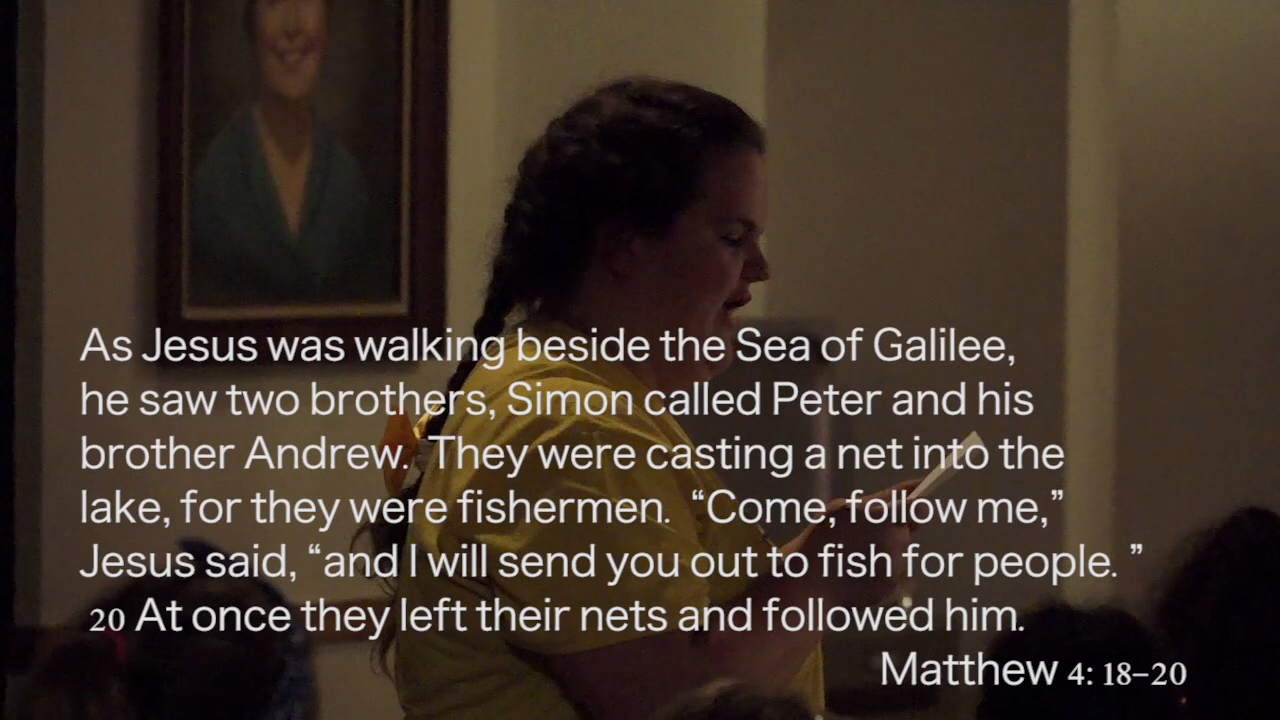 As Jesus was walking beside the Sea of Galilee,
he saw two brothers, Simon called Peter and his
brother Andrew.  They were casting a net into the
lake, for they were fishermen.  “Come, follow me,”
Jesus said, “and I will send you out to fish for people. ”
20 At once they left their nets and followed him.
Matthew 4: 18–20